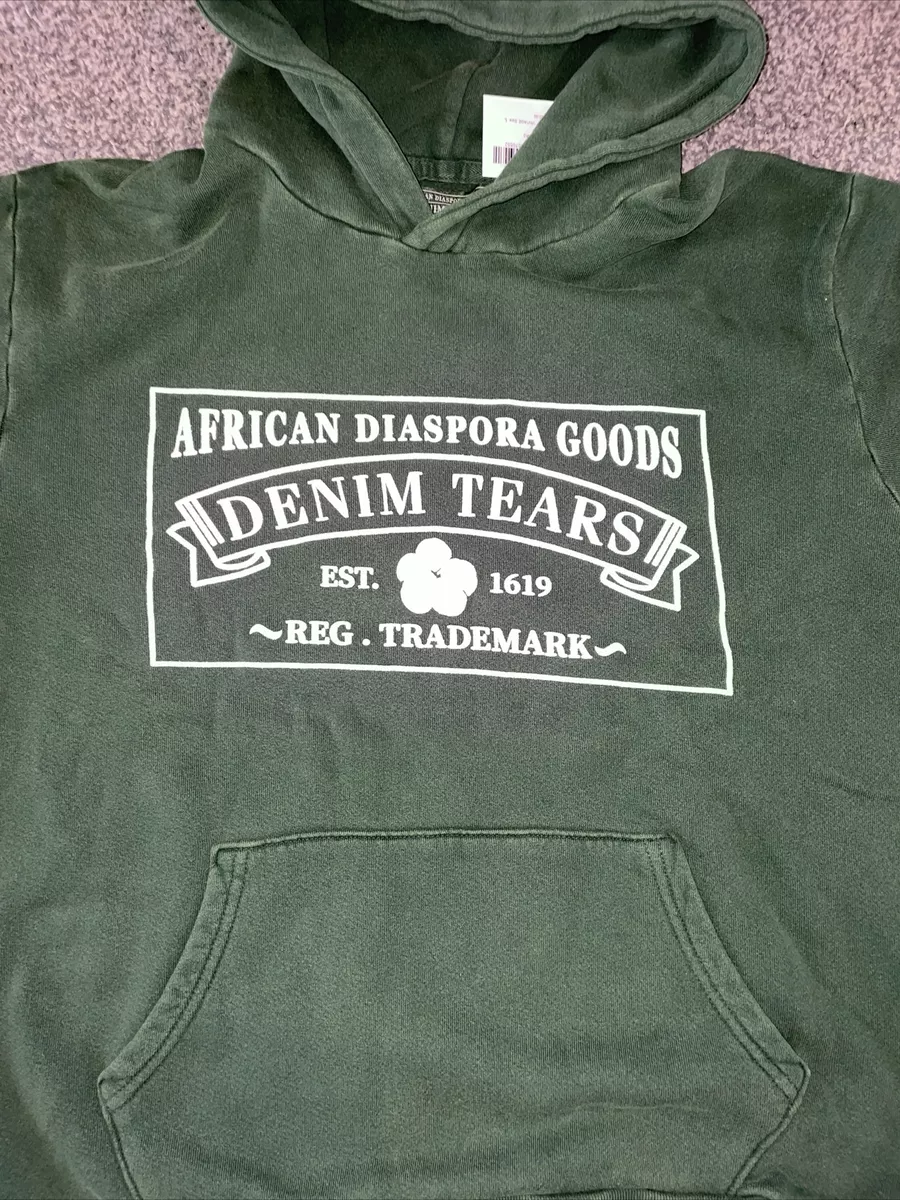 AFRICAN DIASPORA GOODS
DENIM TEARS
EST. 1619
~REG. TRADEMARK~